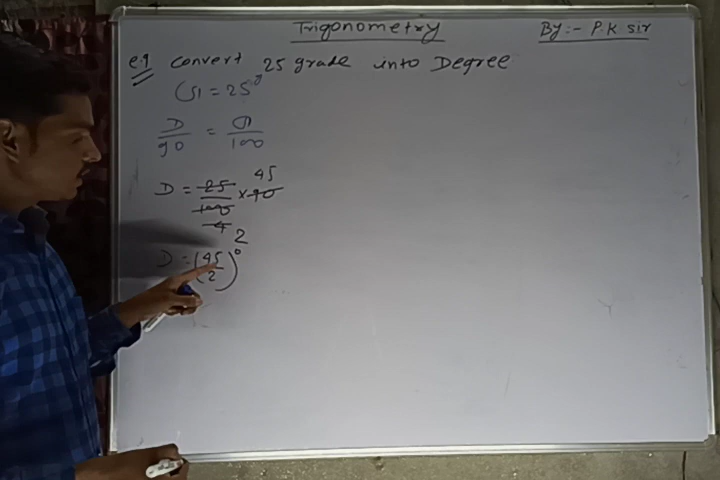 Trigonometry
By :- P.K sir
e.g Convert 25 grade into Degree
G = 25^g
D/90 = G/100
D = 25/100 × 90
45
4
2
D = (45/2)°